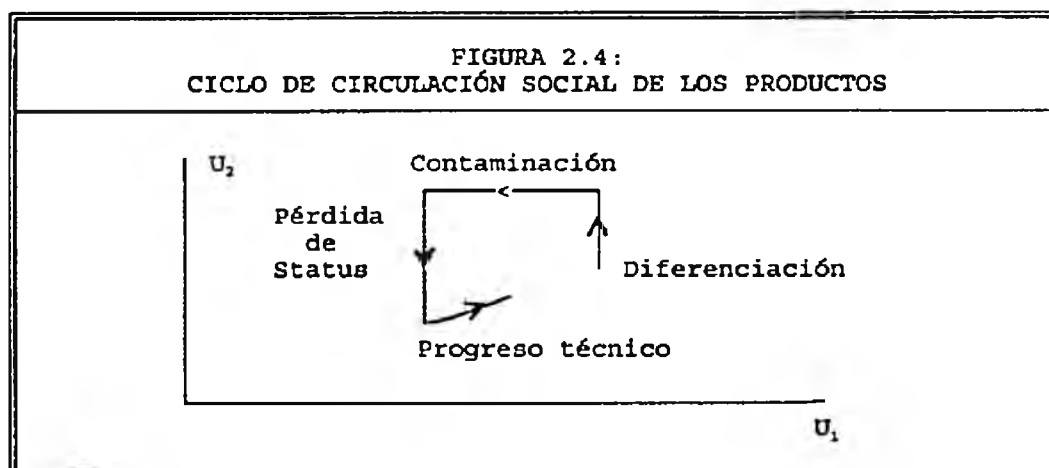 FIGURA 2.4:
CICLO DE CIRCULACIÓN SOCIAL DE LOS PRODUCTOS
U₂
Contaminación
Pérdida
de
Status
Diferenciación
Progreso técnico
U₁